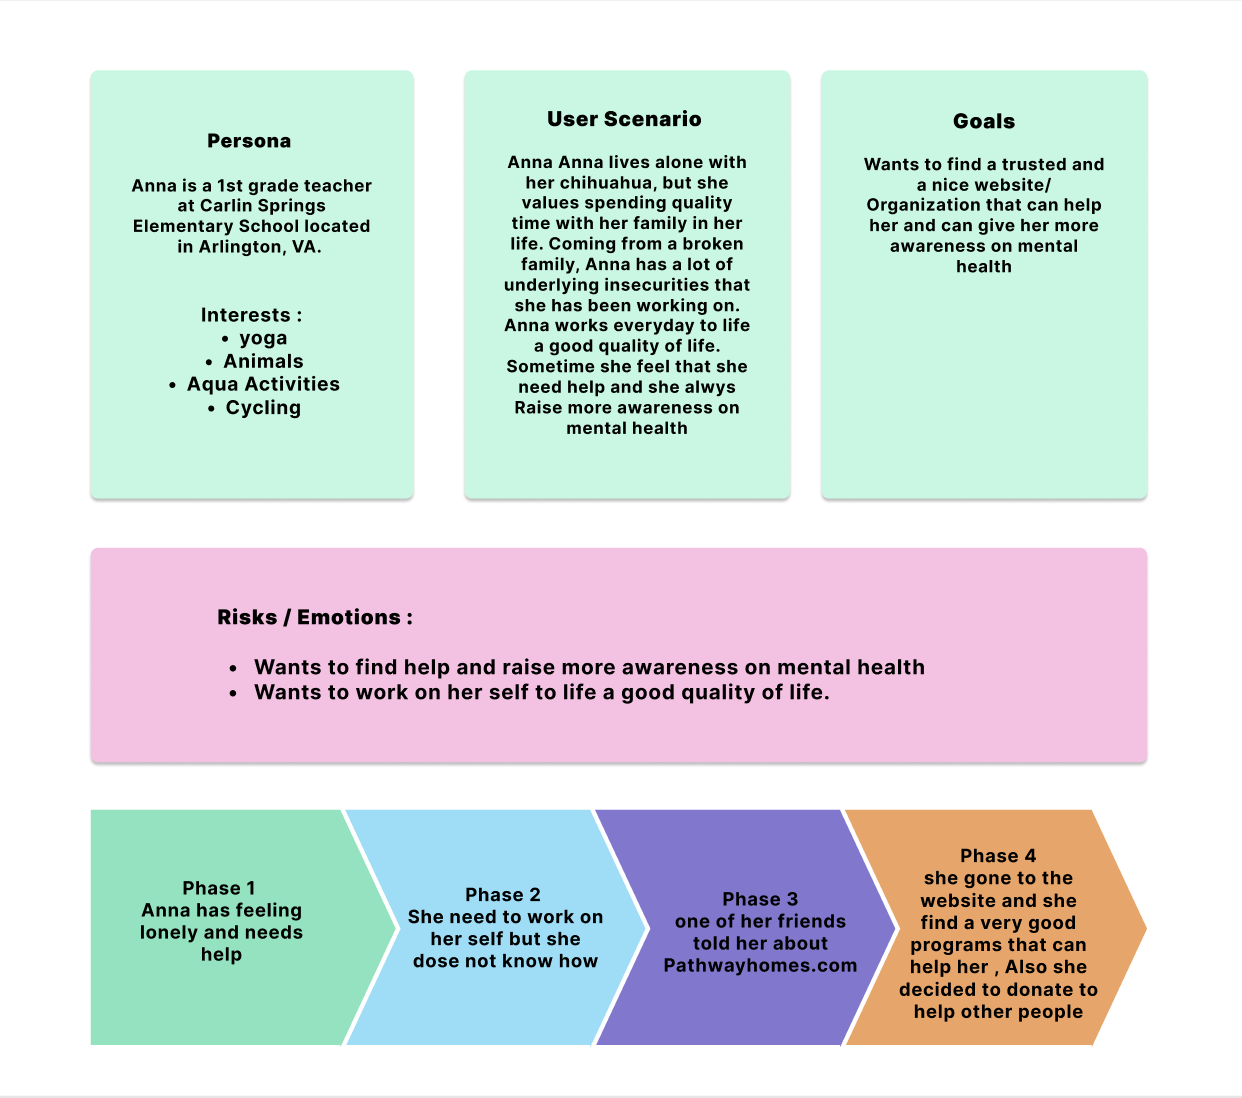 Persona
Anna is a 1st grade teacher
at Carlin Springs
Elementary School located
in Arlington, VA.
Interests :
• yoga
• Animals
• Aqua Activities
• Cycling
User Scenario
Anna Anna lives alone with
her chihuahua, but she
values spending quality
time with her family in her
life. Coming from a broken
family, Anna has a lot of
underlying insecurities that
she has been working on.
Anna works everyday to life
a good quality of life.
Sometime she feel that she
need help and she alwys
Raise more awareness on
mental health
Goals
Wants to find a trusted and
a nice website/
Organization that can help
her and can give her more
awareness on mental
health
Risks / Emotions :
• Wants to find help and raise more awareness on mental health
• Wants to work on her self to life a good quality of life.
Phase 1
Anna has feeling
lonely and needs
help
Phase 2
She need to work on
her self but she
dose not know how
Phase 3
one of her friends
told her about
Pathwayhomes.com
Phase 4
she gone to the
website and she
find a very good
programs that can
help her , Also she
decided to donate to
help other people